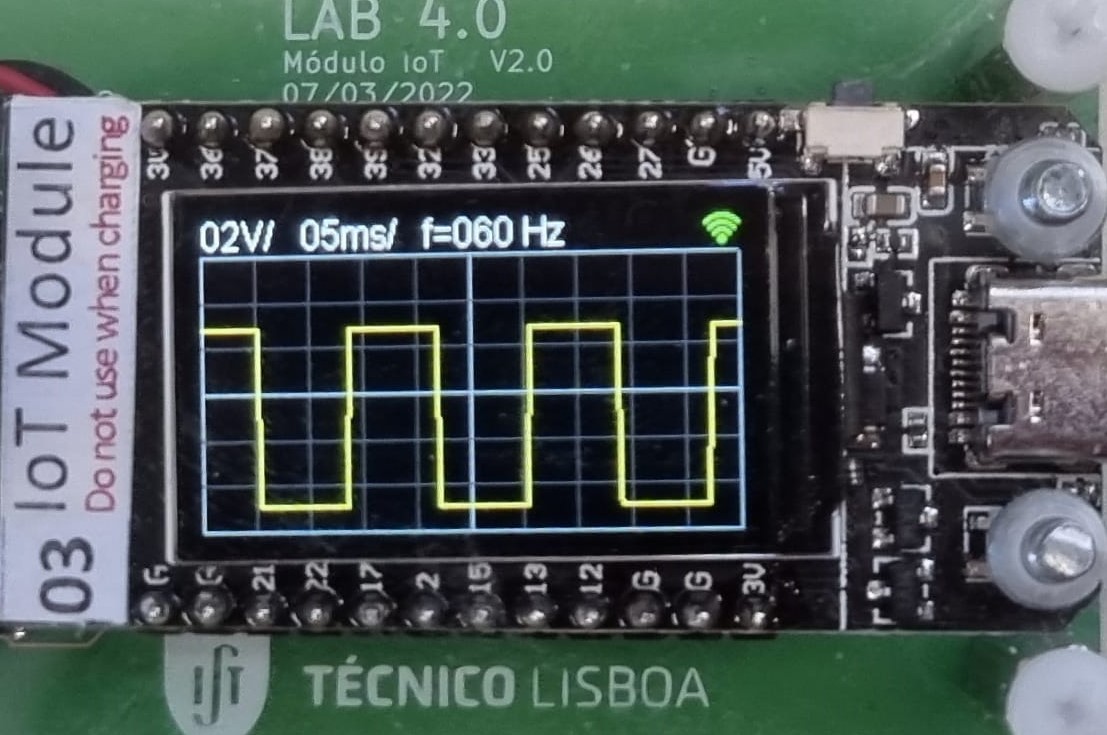 LAB 4.0
Módulo IoT V2.0
07/03/2022
03 IoT Module
Do not use when charging
3V 36 37 38 39 32 33 25 26 27 G 5V
02V/ 05ms/ f=060 Hz
G G 21 22 17 2 15 13 12 G G 3V
TÉCNICO LISBOA